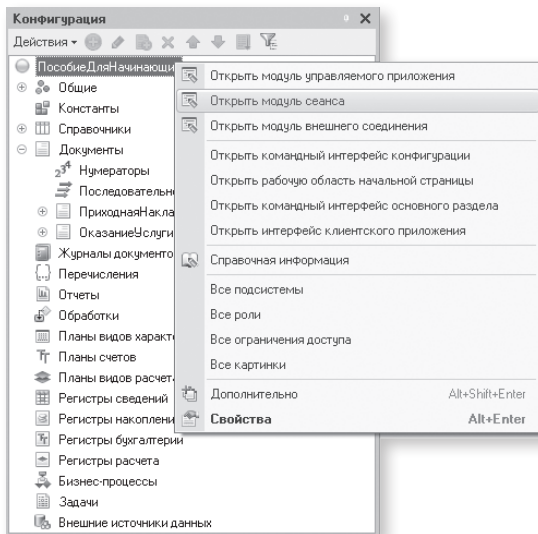 Конфигурация
Действия
ПособиеДляНачинающи
Общие
Константы
Справочники
Документы
Нумераторы
Последовательн
ПриходнаяНакла
ОказаниеУслуги
Журналы документо
Перечисления
Отчеты
Обработки
Планы видов характ
Планы счетов
Планы видов расчет
Регистры сведений
Регистры накоплени
Регистры бухгалтерии
Регистры расчета
Бизнес-процессы
Задачи
Внешние источники данных
Открыть модуль управляемого приложения
Открыть модуль сеанса
Открыть модуль внешнего соединения
Открыть командный интерфейс конфигурации
Открыть рабочую область начальной страницы
Открыть командный интерфейс основного раздела
Открыть интерфейс клиентского приложения
Справочная информация
Все подсистемы
Все роли
Все ограничения доступа
Все картинки
Дополнительно Alt+Shift+Enter
Свойства Alt+Enter